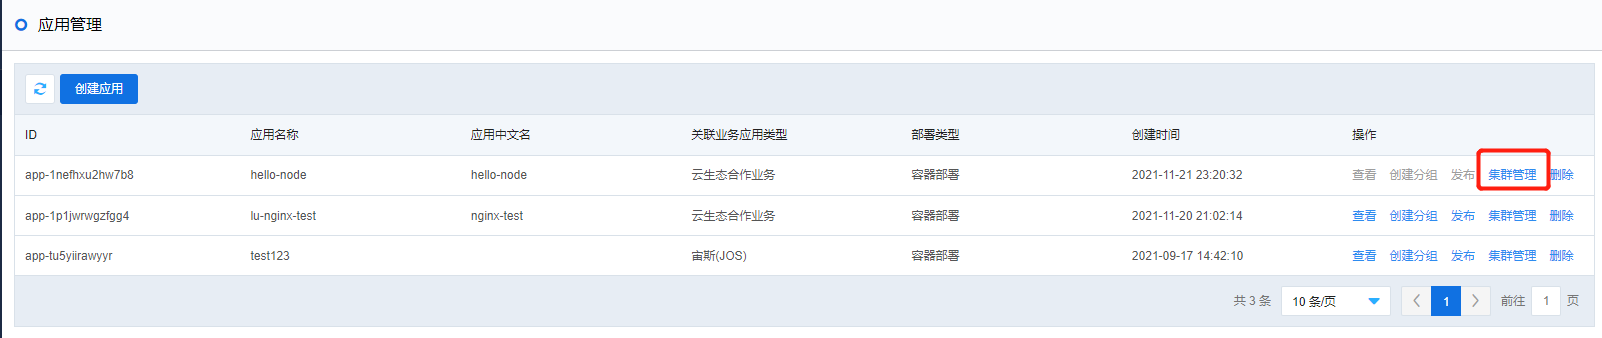 应用管理
创建应用
ID 应用名称 应用中文名 关联业务应用类型 部署类型 创建时间 操作
app-1nefhxu2hw7b8 hello-node hello-node 云生态合作业务 容器部署 2021-11-21 23:20:32 查看 创建分组 发布 集群管理 删除
app-1p1jwrwgzfgg4 lu-nginx-test nginx-test 云生态合作业务 容器部署 2021-11-20 21:02:14 查看 创建分组 发布 集群管理 删除
app-tu5yiirawyyr test123 宙斯(JOS) 容器部署 2021-09-17 14:42:10 查看 创建分组 发布 集群管理 删除
共 3 条 10 条/页 1 前往 1 页